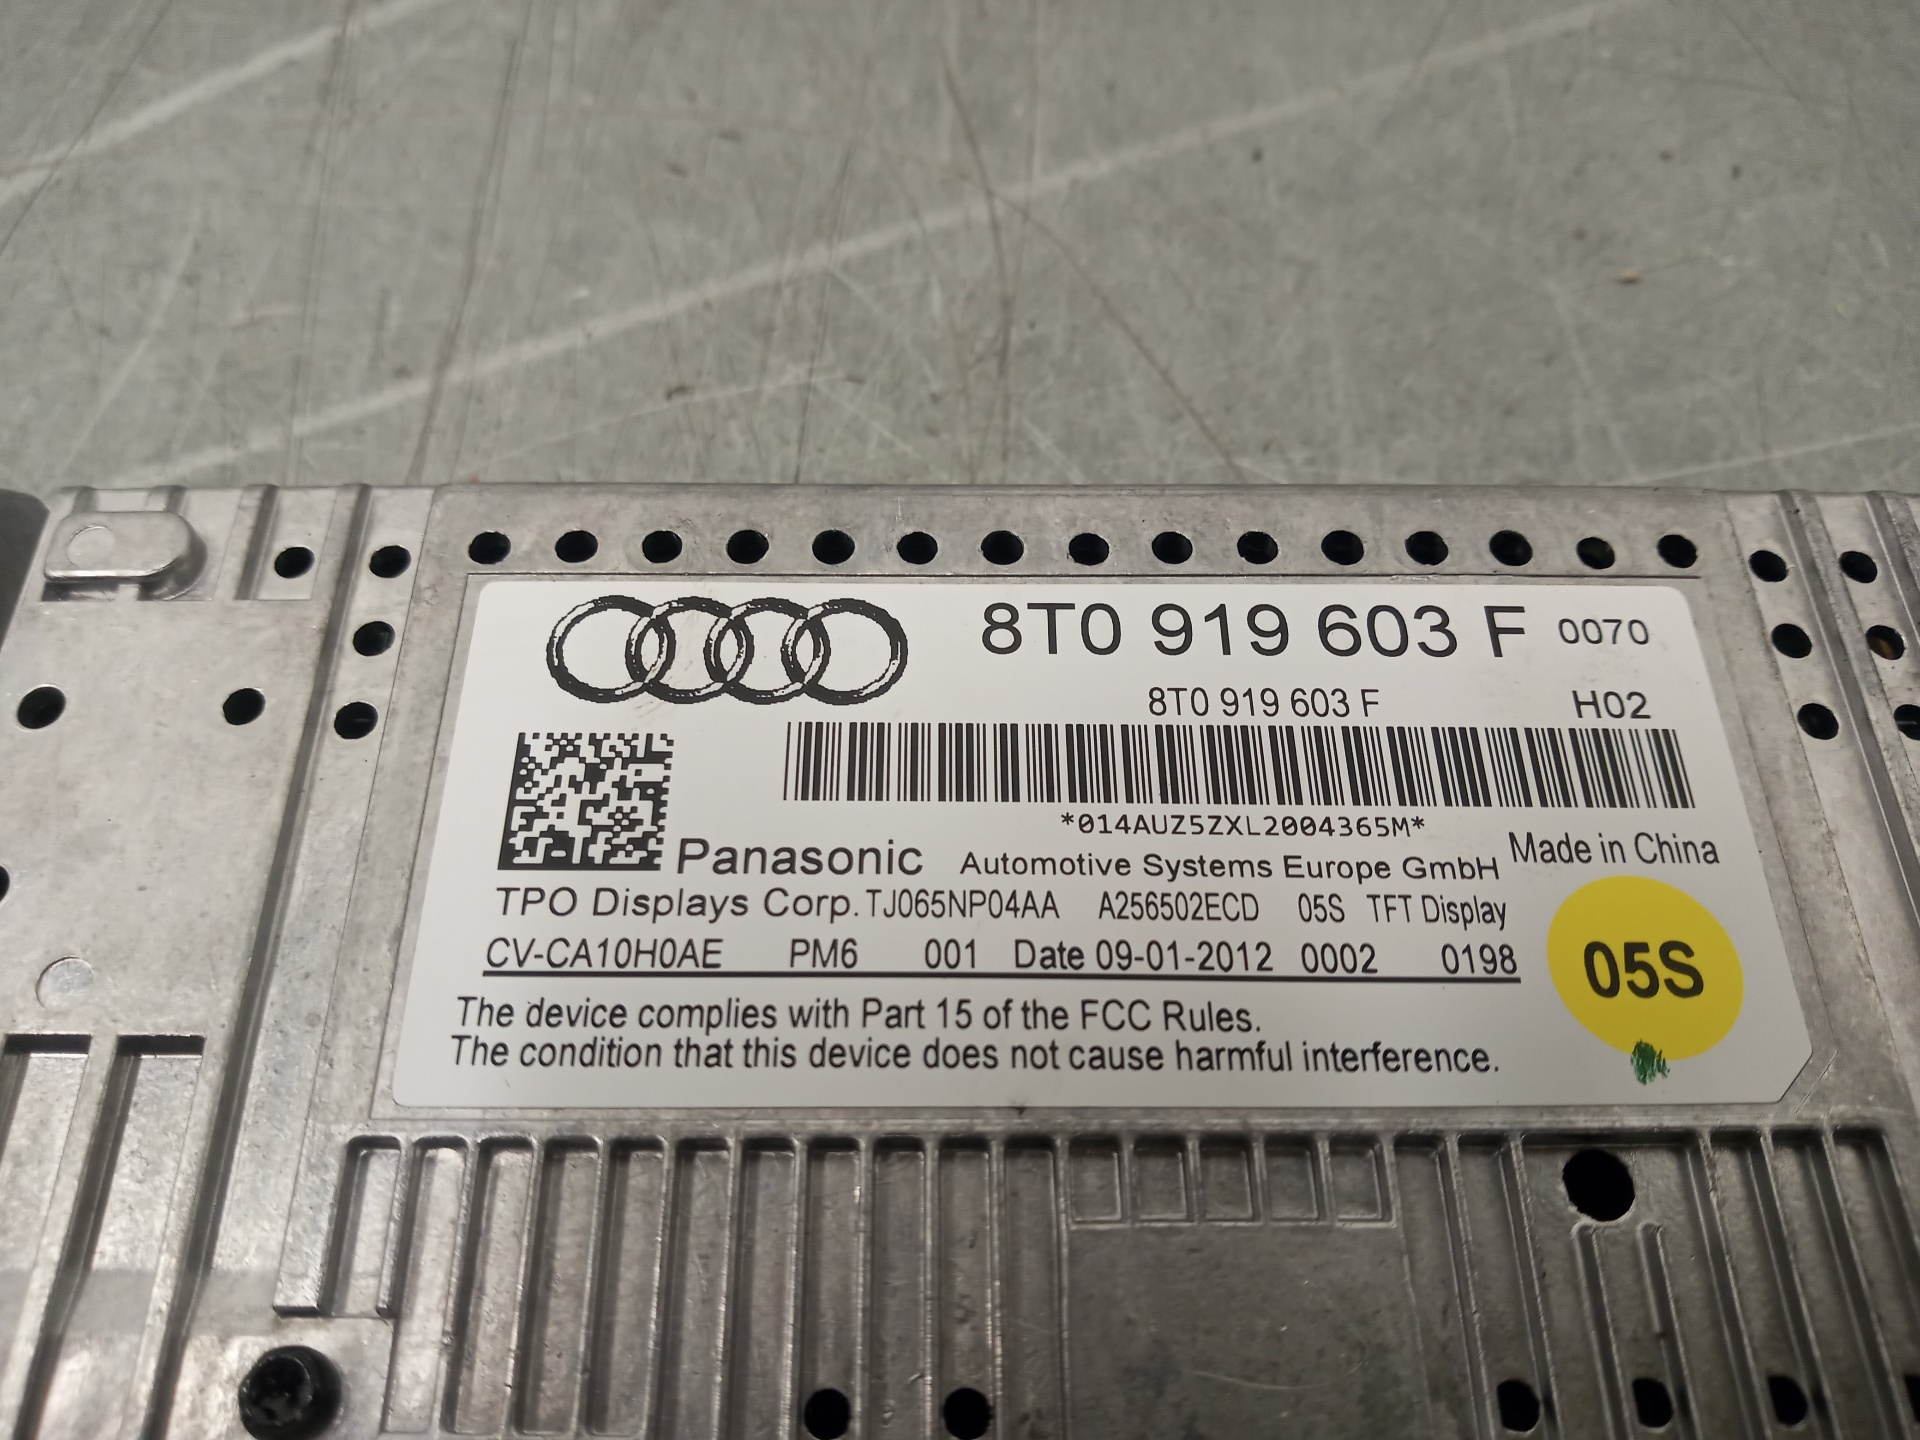 8T0 919 603 F 0070
8T0 919 603 F H02
*014AUZ5ZXL2004365M*
Panasonic Automotive Systems Europe GmbH Made in China
TPO Displays Corp. TJ065NP04AA A256502ECD 05S TFT Display
CV-CA10H0AE PM6 001 Date 09-01-2012 0002 0198
05S
The device complies with Part 15 of the FCC Rules.
The condition that this device does not cause harmful interference.